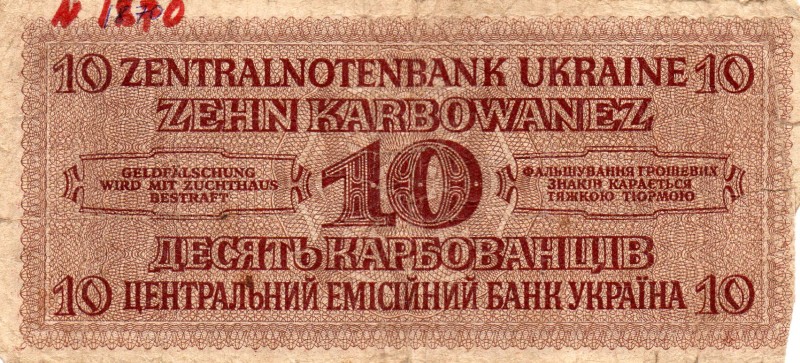 N 1870
1870
10 ZENTRALNOTENBANK UKRAINE 10
ZEHN KARBOWANEZ
GELDFÄLSCHUNG
WIRD MIT ZUCHTHAUS
BESTRAFT
10
ФАЛЬШУВАННЯ ГРОШЕВИХ
ЗНАКІВ КАРАЄТЬСЯ
ТЯЖКОЮ ТЮРМОЮ
ДЕСЯТЬ КАРБОВАНЦІВ
10 ЦЕНТРАЛЬНИЙ ЕМІСІЙНИЙ БАНК УКРАЇНА 10